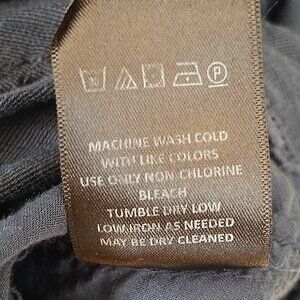 P
MACHINE WASH COLD
WITH LIKE COLORS
USE ONLY NON CHLORINE
BLEACH
TUMBLE DRY LOW
LOW IRON AS NEEDED
MAY BE DRY CLEANED